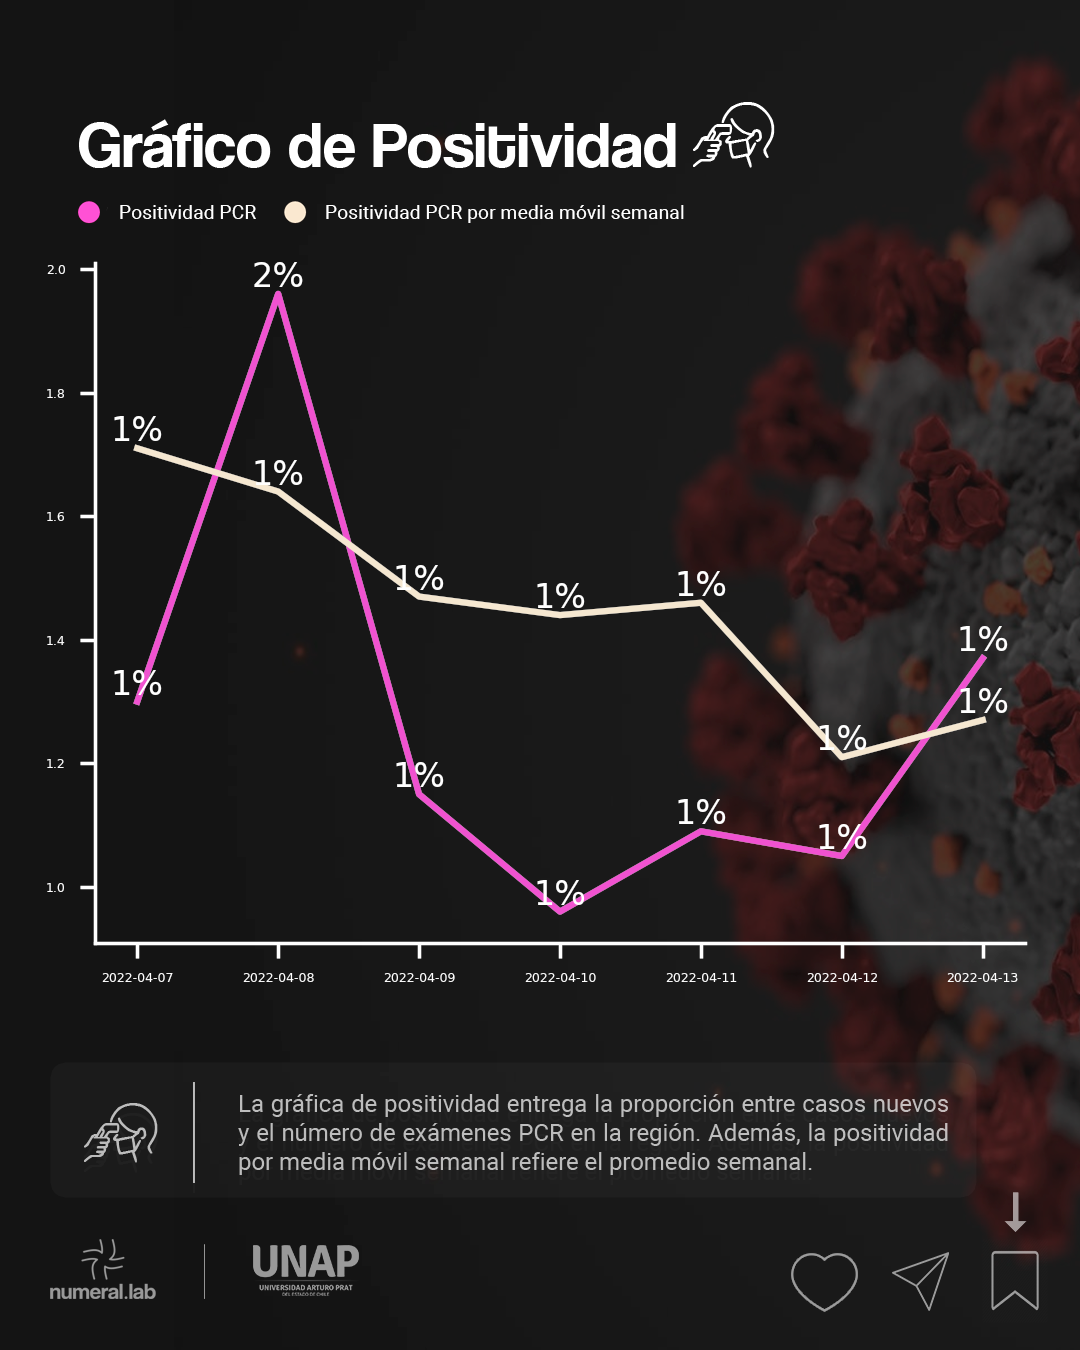 Gráfico de Positividad
Positividad PCR
Positividad PCR por media móvil semanal
2.0
1.8
1.6
1.4
1.2
1.0
2%
1%
1%
1%
1%
1%
1%
1%
1%
1%
1%
1%
1%
1%
2022-04-07
2022-04-08
2022-04-09
2022-04-10
2022-04-11
2022-04-12
2022-04-13
La gráfica de positividad entrega la proporción entre casos nuevos
y el número de exámenes PCR en la región. Además, la positividad
por media móvil semanal refiere el promedio semanal.
numeral.lab
UNAP
UNIVERSIDAD ARTURO PRAT
DEL ESTADO DE CHILE